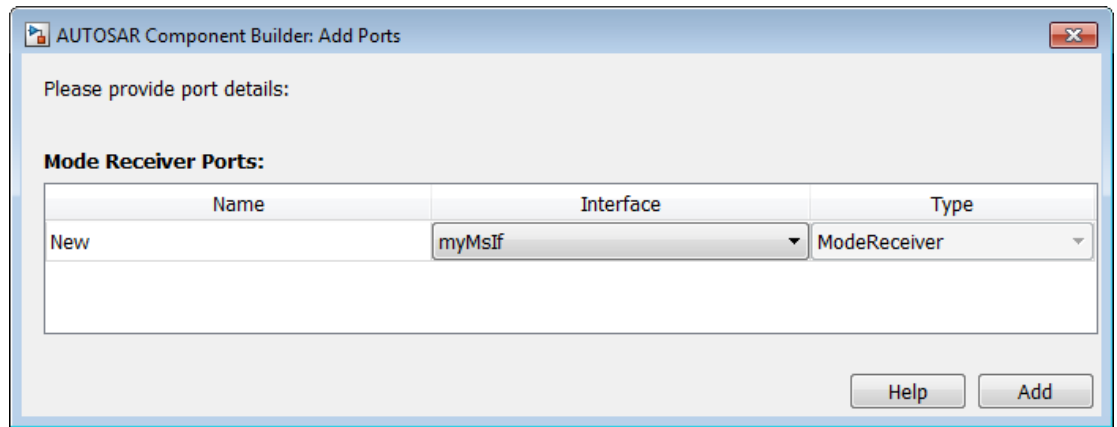 AUTOSAR Component Builder: Add Ports
Please provide port details:
Mode Receiver Ports:
Name Interface Type
New myMsIf ModeReceiver
Help Add